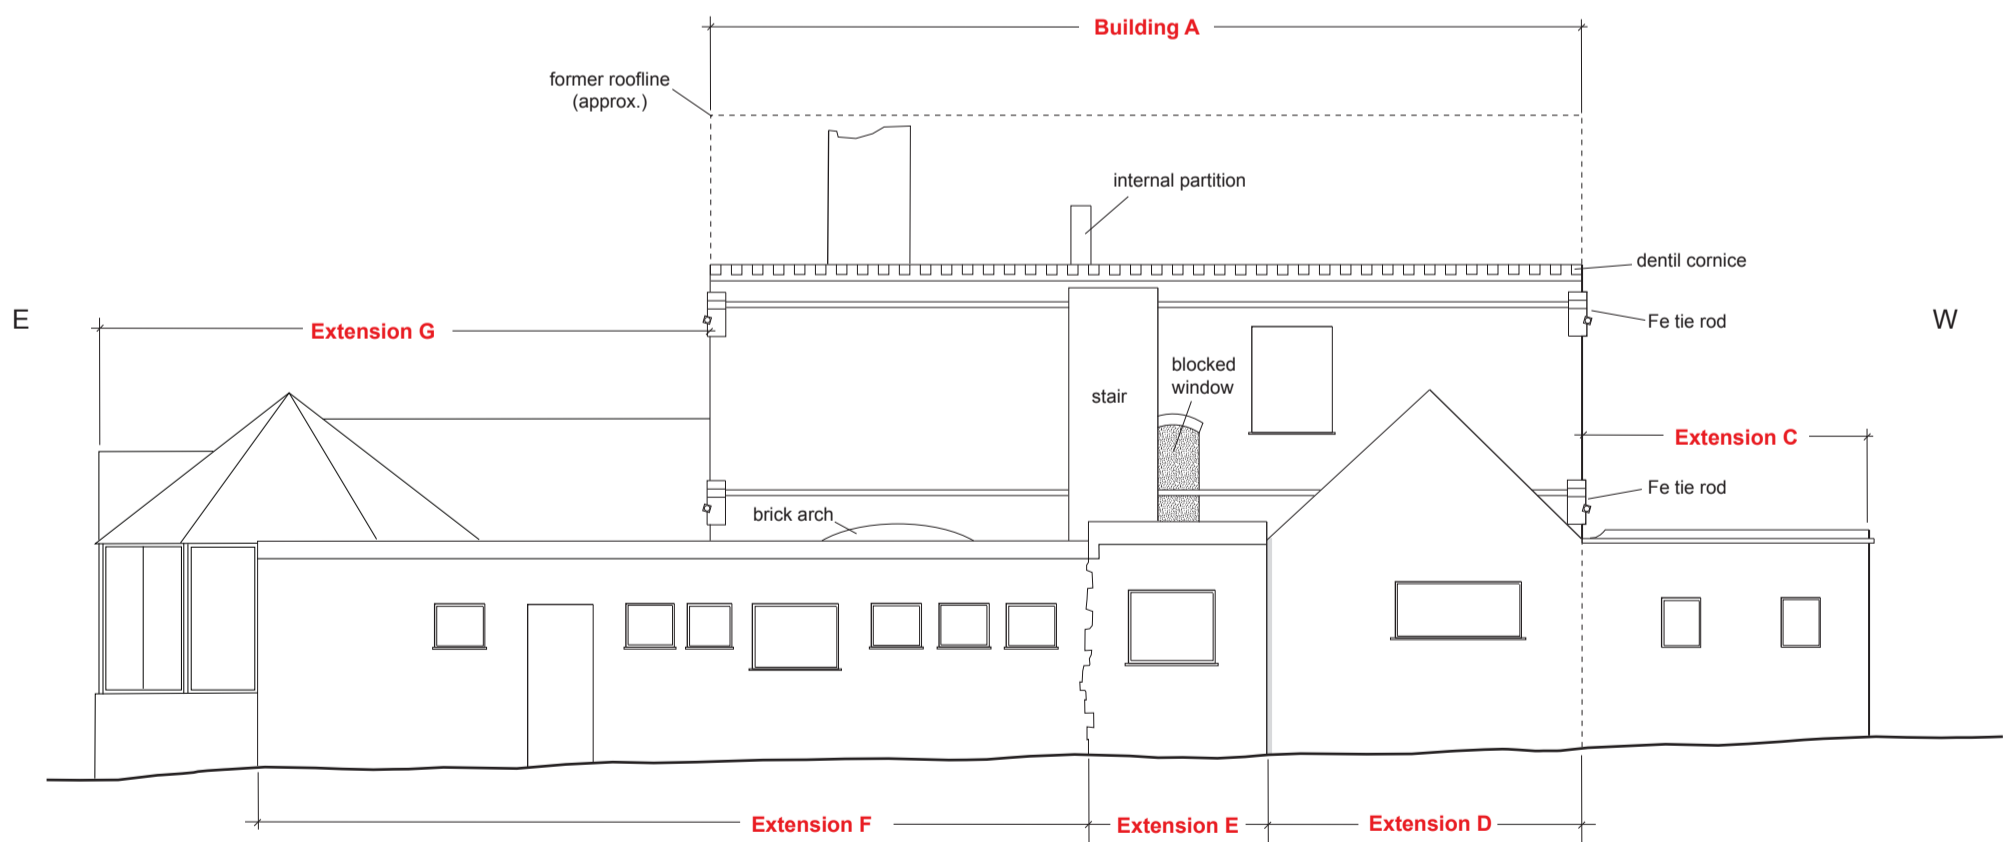 Building A
former roofline
(approx.)
internal partition
dentil cornice
E
Extension G
Fe tie rod
W
blocked
window
stair
Extension C
Fe tie rod
brick arch
Extension F
Extension E
Extension D